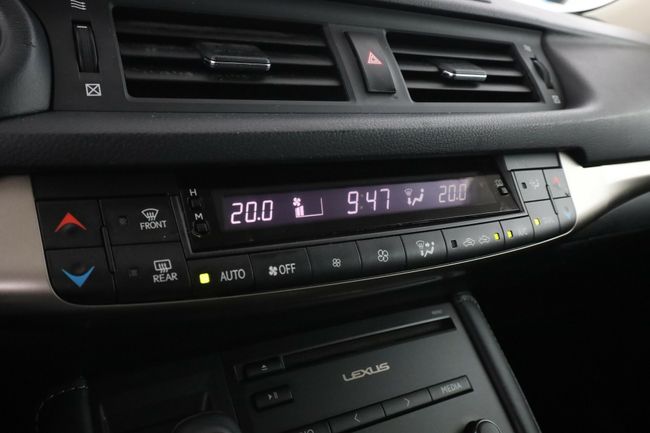 H
20.0 9:47 20.0
M
FRONT
REAR
AUTO OFF A/C
LEXUS
MEDIA